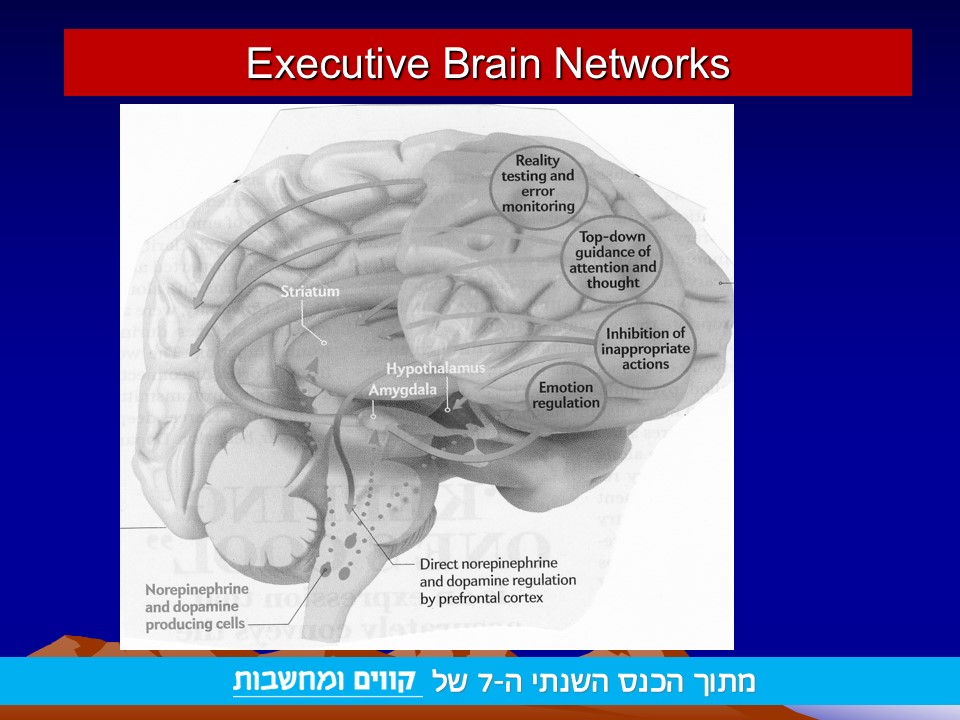 Executive Brain Networks
Reality
testing and
error
monitoring
Top-down
guidance of
attention and
thought
Striatum
Inhibition of
inappropriate
actions
Hypothalamus
Amygdala
Emotion
regulation
Direct norepinephrine
and dopamine regulation
by prefrontal cortex
Norepinephrine
and dopamine
producing cells
מתוך הכנס השנתי ה-7 של קווים ומחשבות